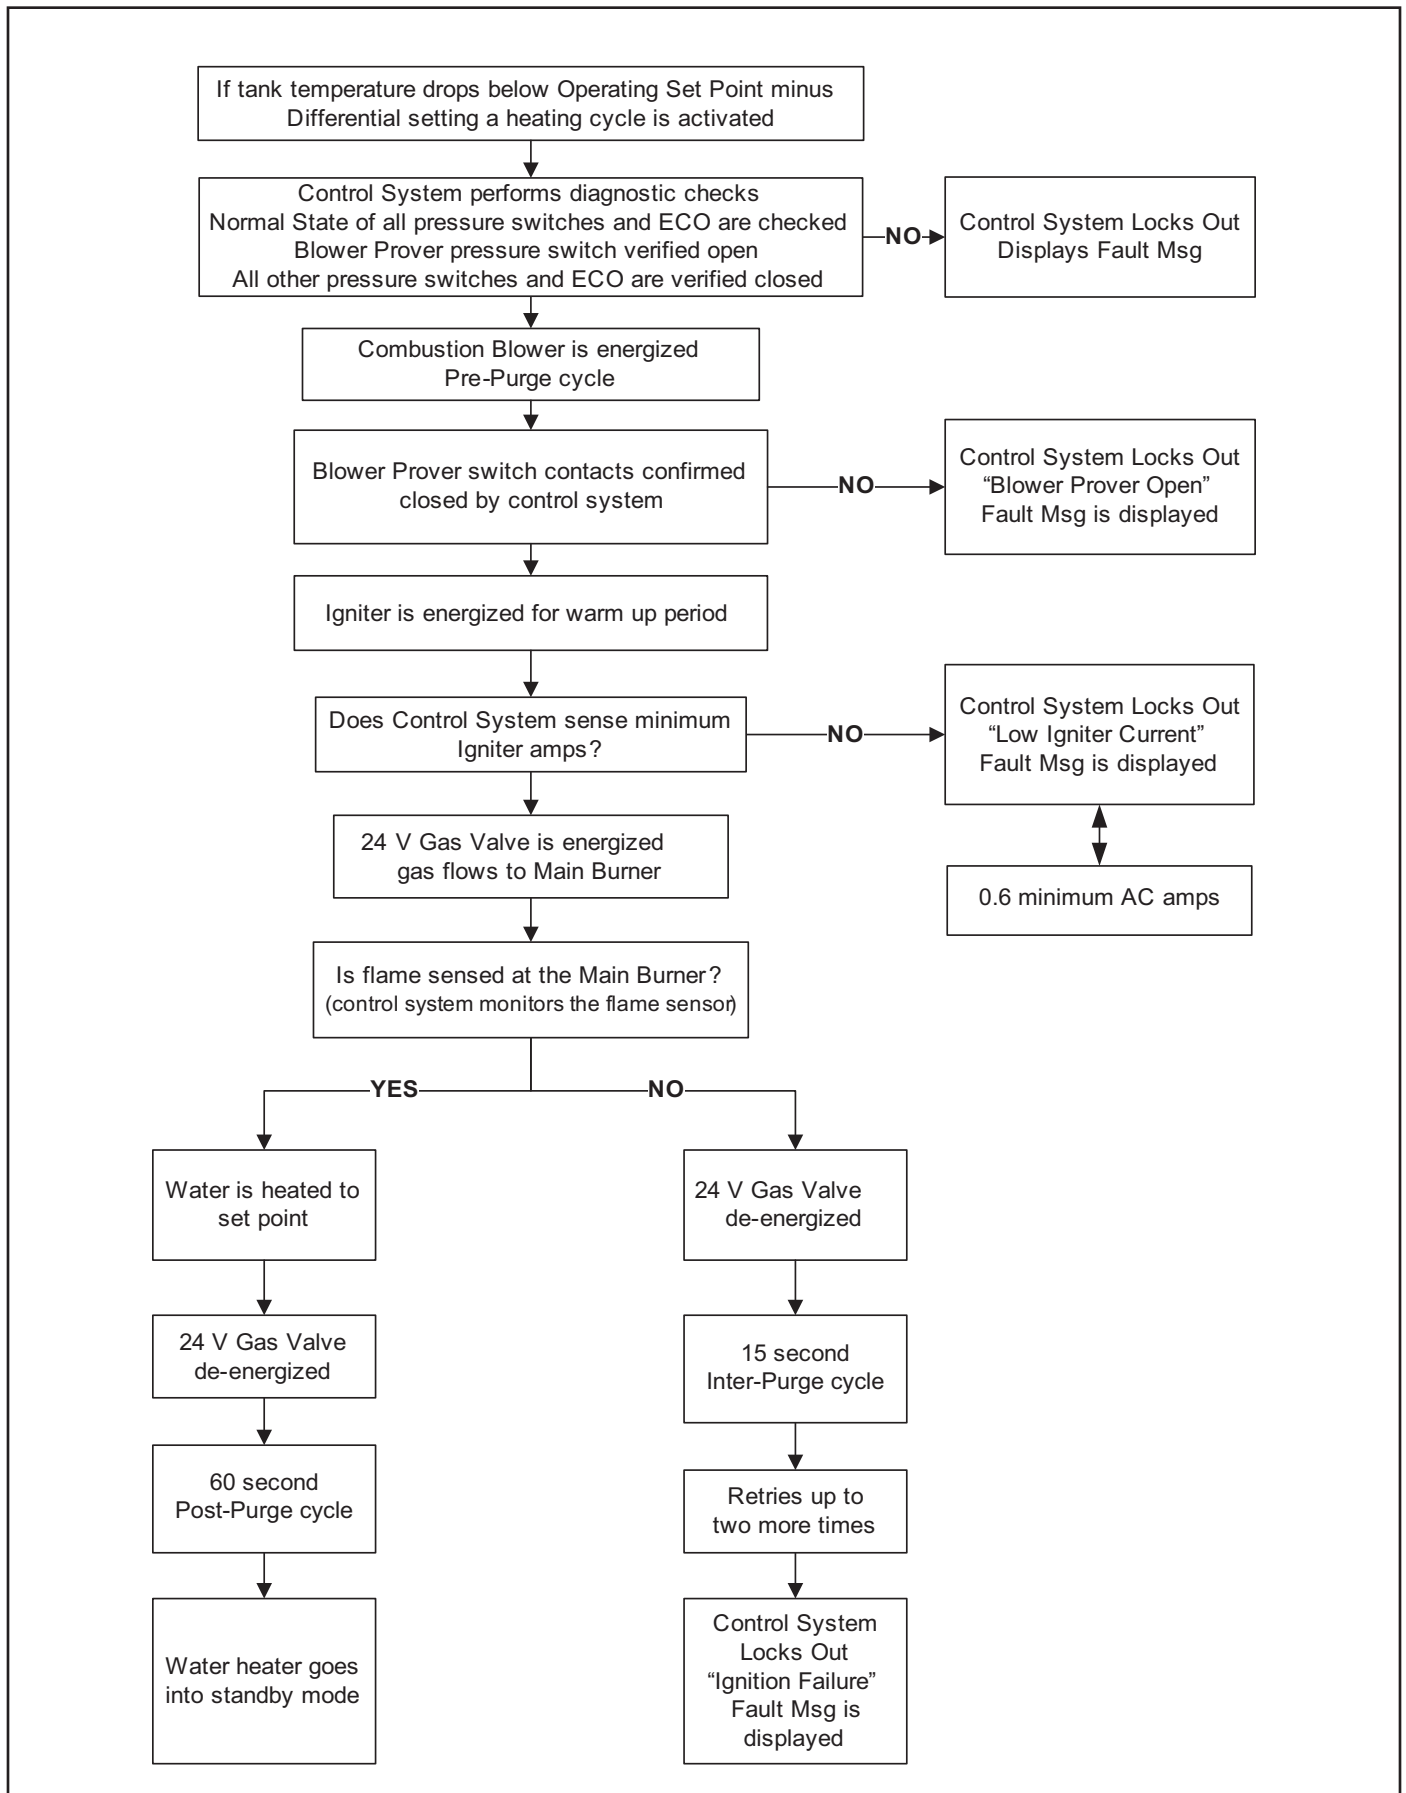 If tank temperature drops below Operating Set Point minus
Differential setting a heating cycle is activated
Control System performs diagnostic checks
Normal State of all pressure switches and ECO are checked
Blower Prover pressure switch verified open
All other pressure switches and ECO are verified closed
NO
Control System Locks Out
Displays Fault Msg
Combustion Blower is energized
Pre-Purge cycle
Blower Prover switch contacts confirmed
closed by control system
NO
Control System Locks Out
“Blower Prover Open”
Fault Msg is displayed
Igniter is energized for warm up period
Does Control System sense minimum
Igniter amps?
NO
Control System Locks Out
“Low Igniter Current”
Fault Msg is displayed
0.6 minimum AC amps
24 V Gas Valve is energized
gas flows to Main Burner
Is flame sensed at the Main Burner?
(control system monitors the flame sensor)
YES
NO
Water is heated to
set point
24 V Gas Valve
de-energized
60 second
Post-Purge cycle
Water heater goes
into standby mode
24 V Gas Valve
de-energized
15 second
Inter-Purge cycle
Retries up to
two more times
Control System
Locks Out
“Ignition Failure”
Fault Msg is
displayed